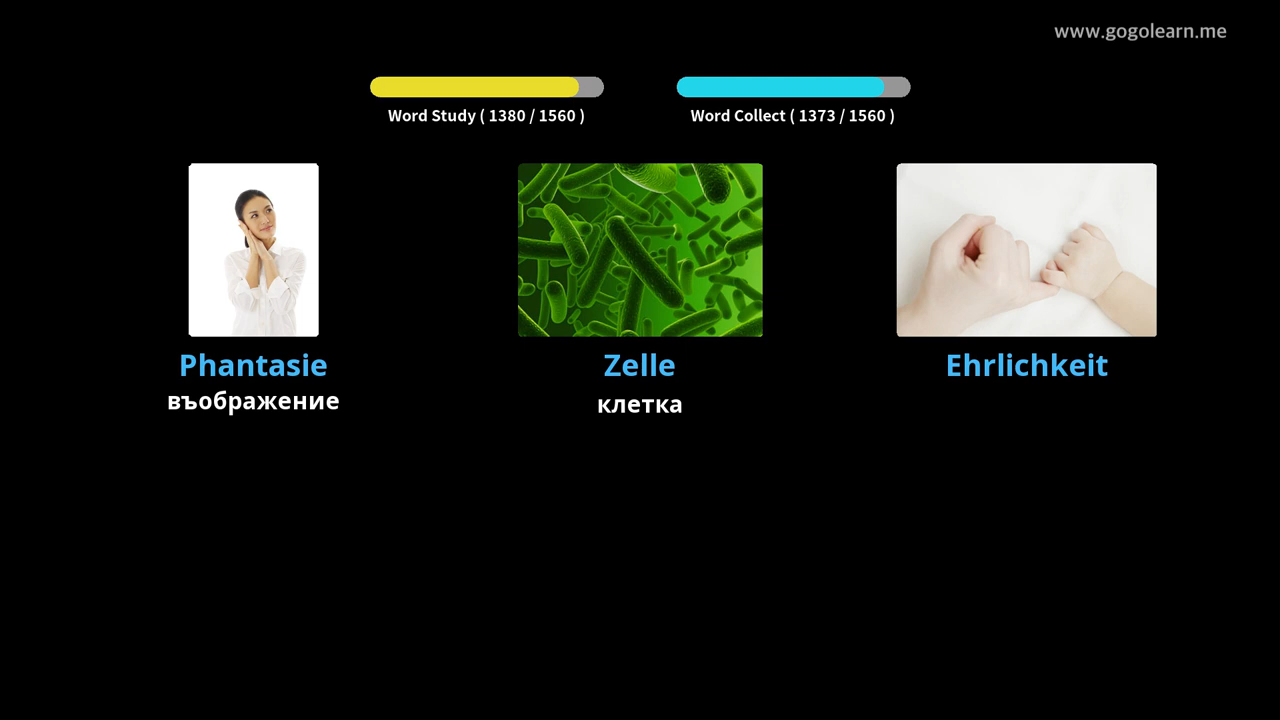 www.gogolearn.me
Word Study ( 1380 / 1560 )
Word Collect ( 1373 / 1560 )
Phantasie
Zelle
Ehrlichkeit
въображение
клетка